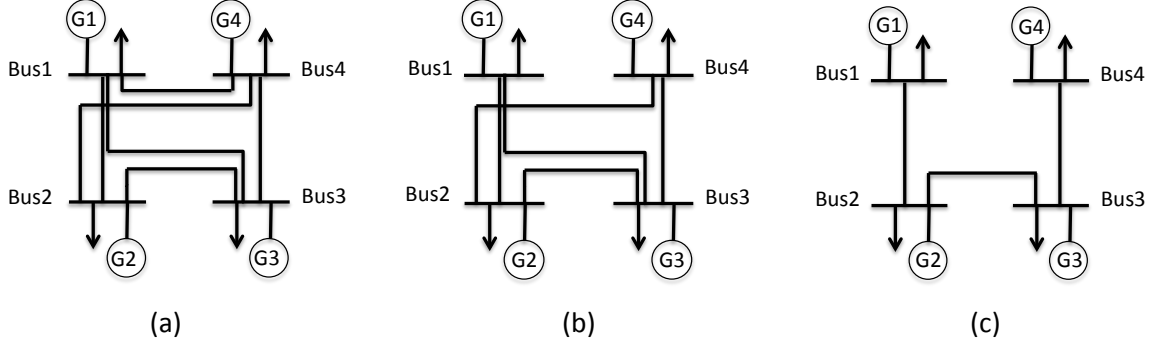 G1 G4
Bus1 Bus4
Bus2 Bus3
G2 G3
(a)
G1 G4
Bus1 Bus4
Bus2 Bus3
G2 G3
(b)
G1 G4
Bus1 Bus4
Bus2 Bus3
G2 G3
(c)